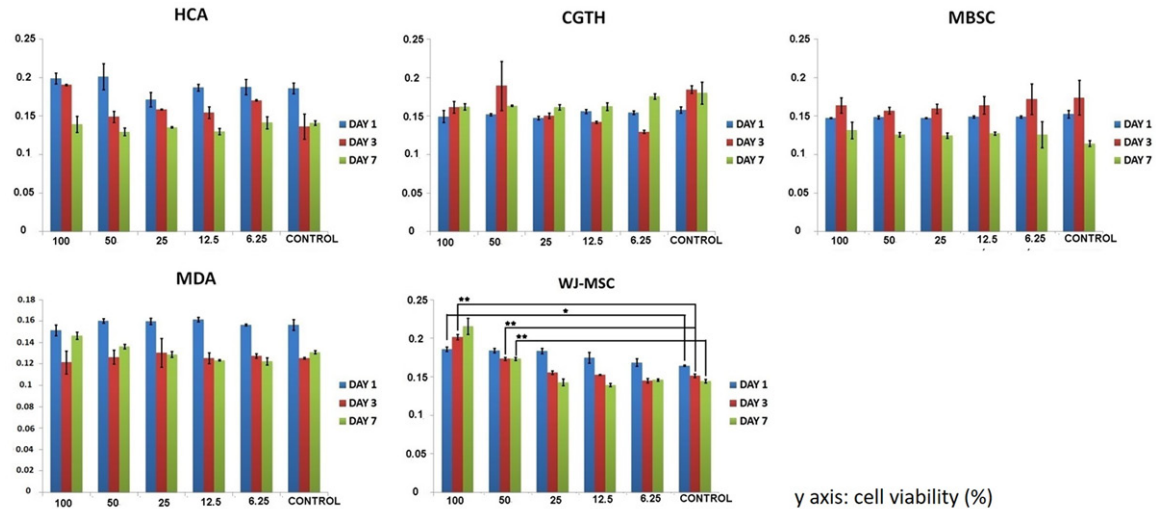 HCA
0.25
0.2
0.15
0.1
0.05
0
100 50 25 12.5 6.25 CONTROL
DAY 1
DAY 3
DAY 7
CGTH
0.25
0.2
0.15
0.1
0.05
0
100 50 25 12.5 6.25 CONTROL
DAY 1
DAY 3
DAY 7
MBSC
0.25
0.2
0.15
0.1
0.05
0
100 50 25 12.5 6.25 CONTROL
DAY 1
DAY 3
DAY 7
MDA
0.18
0.16
0.14
0.12
0.1
0.08
0.06
0.04
0.02
0
100 50 25 12.5 6.25 CONTROL
DAY 1
DAY 3
DAY 7
WJ-MSC
0.25
0.2
0.15
0.1
0.05
0
**
*
**
**
100 50 25 12.5 6.25 CONTROL
DAY 1
DAY 3
DAY 7
y axis: cell viability (%)